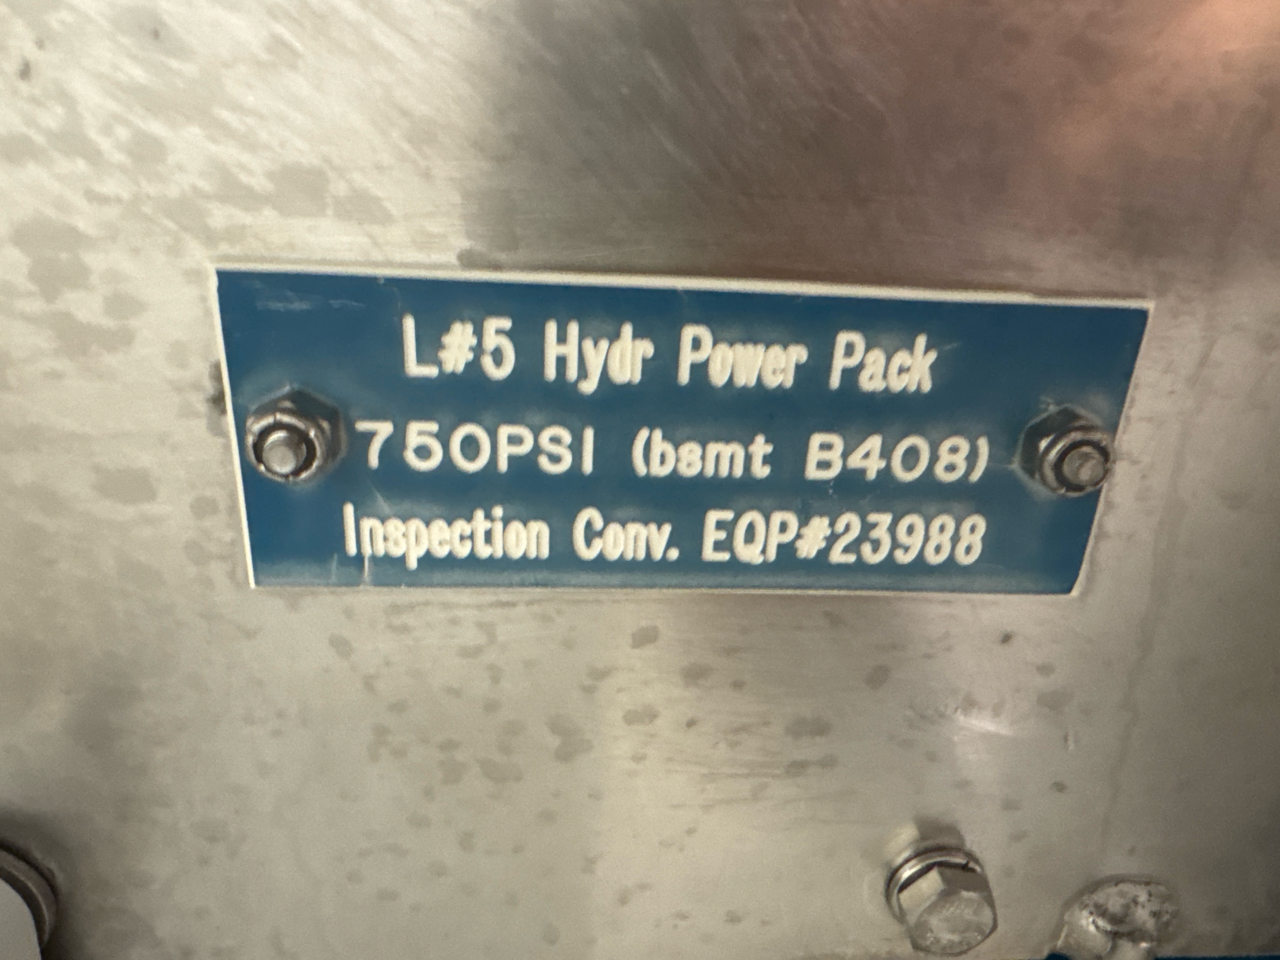 L#5 Hydr Power Pack
750PSI (bsmt B408)
Inspection Conv. EQP#23988